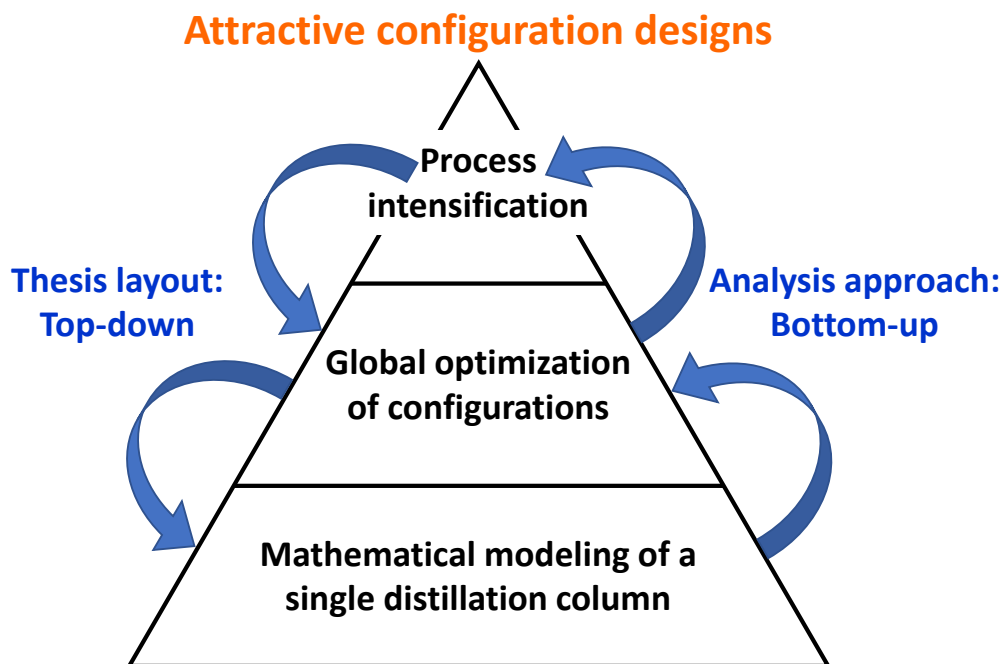 Attractive configuration designs
Process
intensification
Thesis layout:
Top-down
Analysis approach:
Bottom-up
Global optimization
of configurations
Mathematical modeling of a
single distillation column